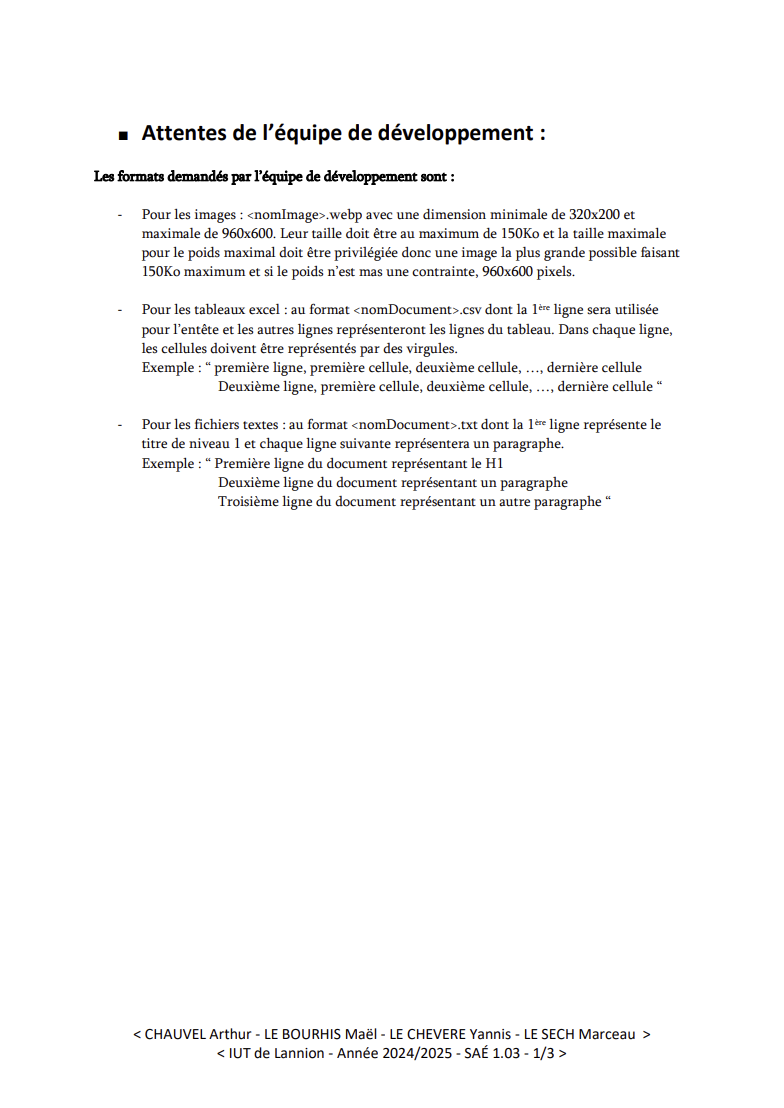 ▪ Attentes de l’équipe de développement :
Les formats demandés par l’équipe de développement sont :
- Pour les images : <nomImage>.webp avec une dimension minimale de 320x200 et
maximale de 960x600. Leur taille doit être au maximum de 150Ko et la taille maximale
pour le poids maximal doit être privilégiée donc une image la plus grande possible faisant
150Ko maximum et si le poids n’est mas une contrainte, 960x600 pixels.
- Pour les tableaux excel : au format <nomDocument>.csv dont la 1ère ligne sera utilisée
pour l’entête et les autres lignes représenteront les lignes du tableau. Dans chaque ligne,
les cellules doivent être représentés par des virgules.
Exemple : “ première ligne, première cellule, deuxième cellule, …, dernière cellule
Deuxième ligne, première cellule, deuxième cellule, …, dernière cellule “
- Pour les fichiers textes : au format <nomDocument>.txt dont la 1ère ligne représente le
titre de niveau 1 et chaque ligne suivante représentera un paragraphe.
Exemple : “ Première ligne du document représentant le H1
Deuxième ligne du document représentant un paragraphe
Troisième ligne du document représentant un autre paragraphe “
< CHAUVEL Arthur - LE BOURHIS Maël - LE CHEVERE Yannis - LE SECH Marceau >
< IUT de Lannion - Année 2024/2025 - SAÉ 1.03 - 1/3 >